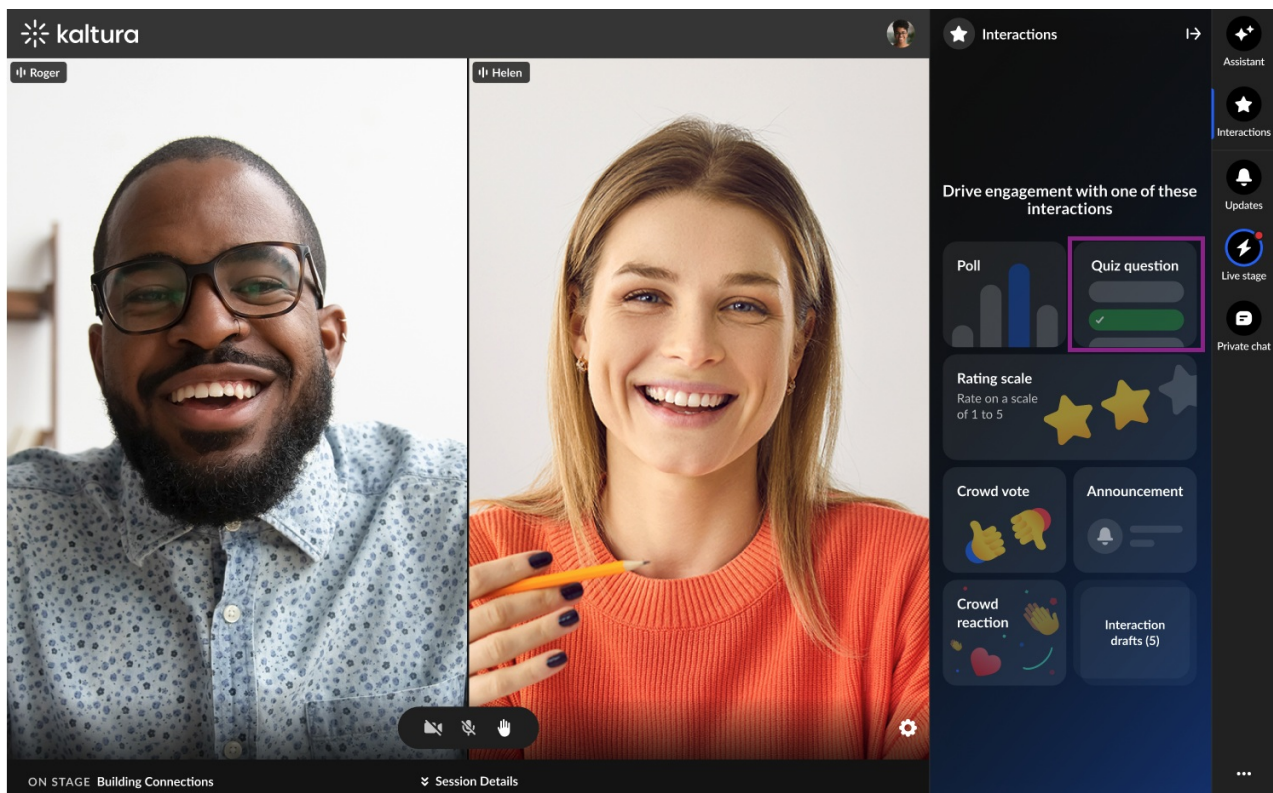 kaltura
Roger
Helen
Interactions
Drive engagement with one of these
interactions
Poll
Quiz question
Rating scale
Rate on a scale
of 1 to 5
Crowd vote
Announcement
Crowd
reaction
Interaction
drafts (5)
Assistant
Interactions
Updates
Live stage
Private chat
ON STAGE Building Connections
Session Details